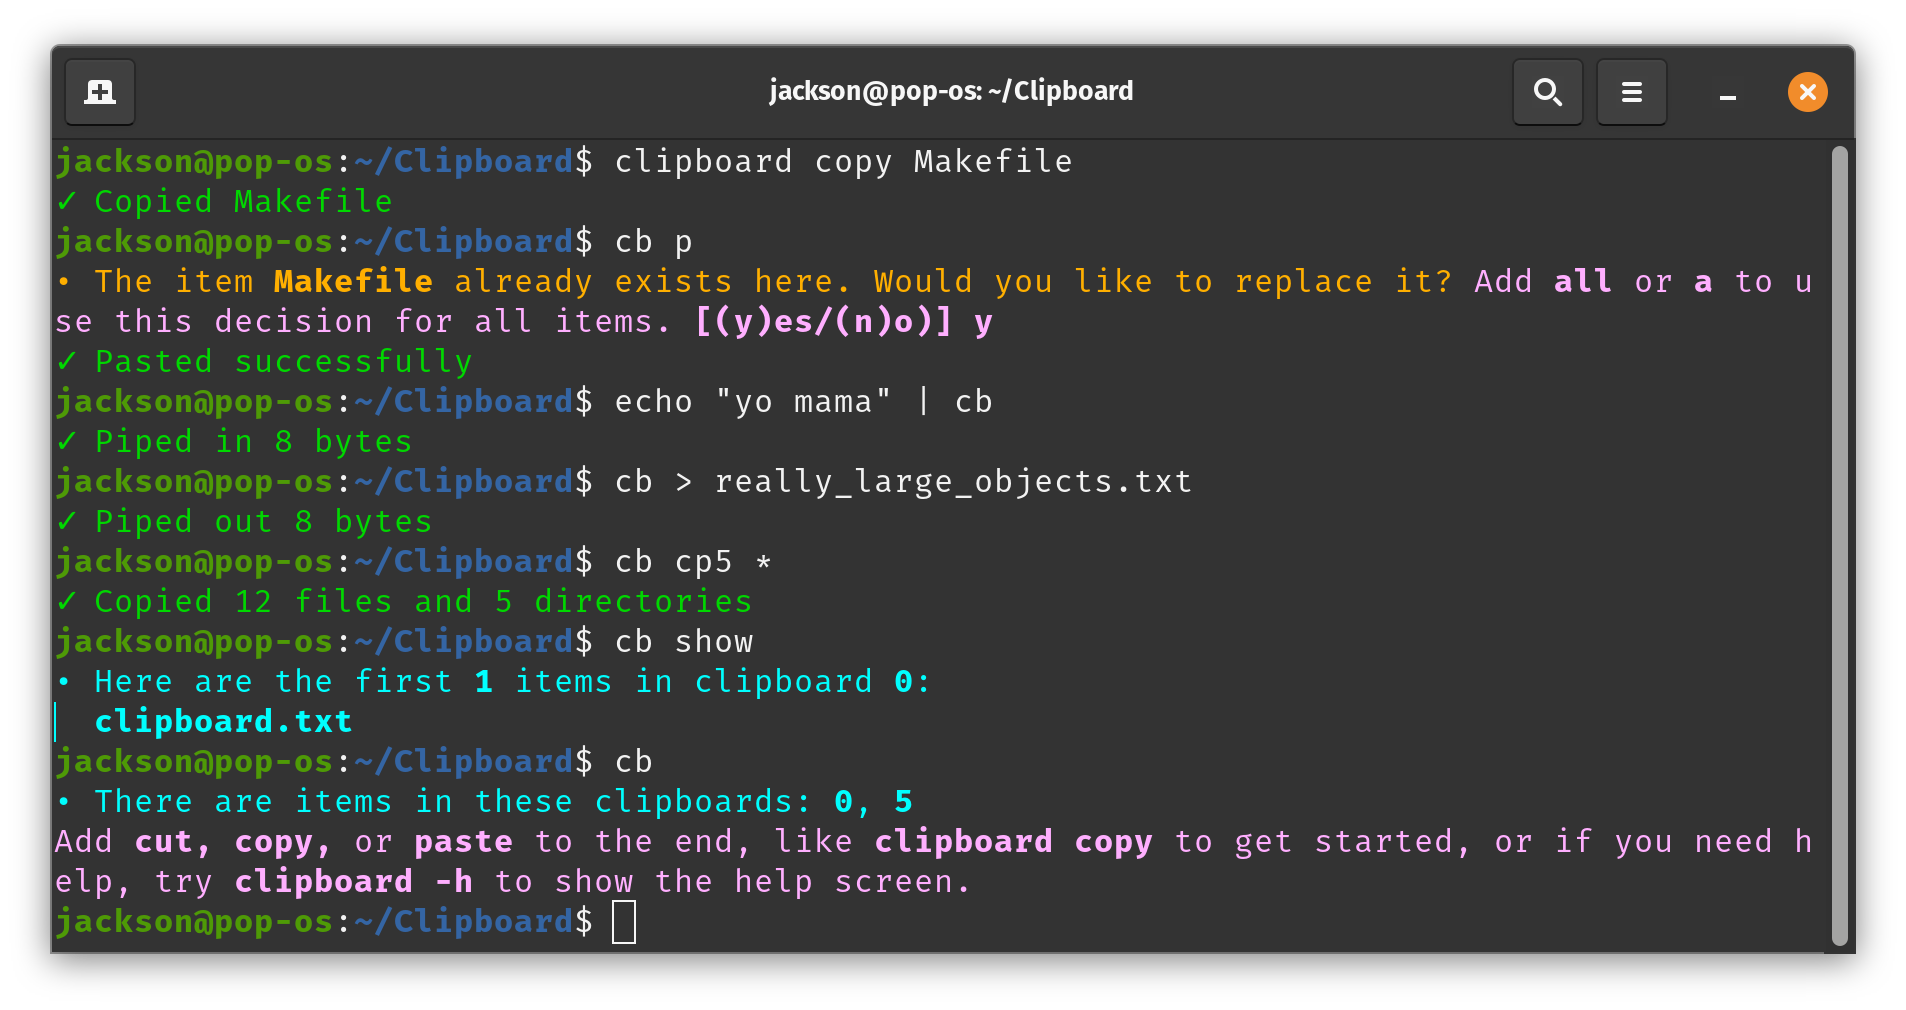 jackson@pop-os: ~/Clipboard
jackson@pop-os:~/Clipboard$ clipboard copy Makefile
✓ Copied Makefile
jackson@pop-os:~/Clipboard$ cb p
• The item Makefile already exists here. Would you like to replace it? Add all or a to u
se this decision for all items. [(y)es/(n)o)] y
✓ Pasted successfully
jackson@pop-os:~/Clipboard$ echo "yo mama" | cb
✓ Piped in 8 bytes
jackson@pop-os:~/Clipboard$ cb > really_large_objects.txt
✓ Piped out 8 bytes
jackson@pop-os:~/Clipboard$ cb cp5 *
✓ Copied 12 files and 5 directories
jackson@pop-os:~/Clipboard$ cb show
• Here are the first 1 items in clipboard 0:
▏ clipboard.txt
jackson@pop-os:~/Clipboard$ cb
• There are items in these clipboards: 0, 5
Add cut, copy, or paste to the end, like clipboard copy to get started, or if you need h
elp, try clipboard -h to show the help screen.
jackson@pop-os:~/Clipboard$